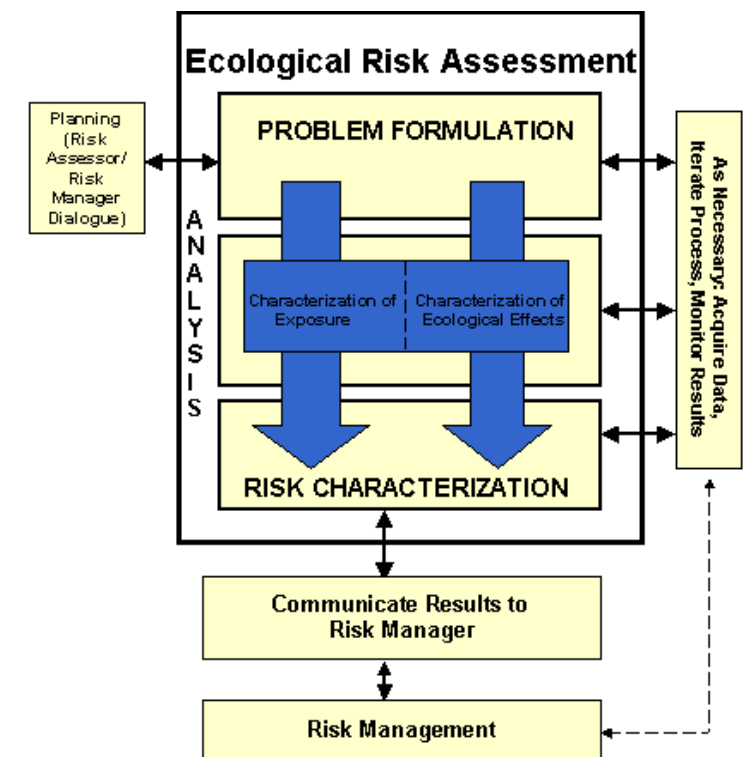 Ecological Risk Assessment
Planning
(Risk
Assessor/
Risk
Manager
Dialogue)
PROBLEM FORMULATION
As Necessary: Acquire Data,
Iterate Process, Monitor Results
ANALYSIS
Characterization of
Exposure
Characterization of
Ecological Effects
RISK CHARACTERIZATION
Communicate Results to
Risk Manager
Risk Management